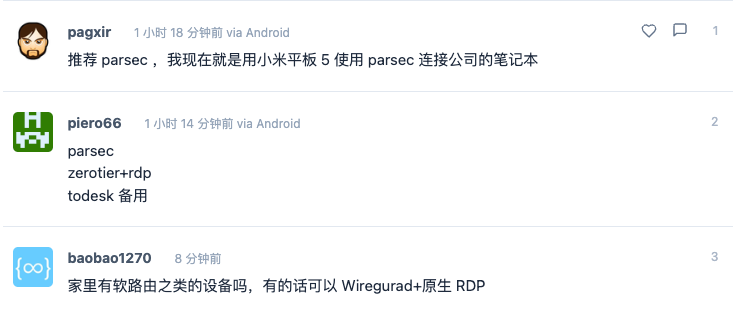 pagxir 1 小时 18 分钟前 via Android 1
推荐 parsec ，我现在就是用小米平板 5 使用 parsec 连接公司的笔记本
piero66 1 小时 14 分钟前 via Android 2
parsec
zerotier+rdp
todesk 备用
baobao1270 8 分钟前 3
家里有软路由之类的设备吗，有的话可以 Wiregurad+原生 RDP